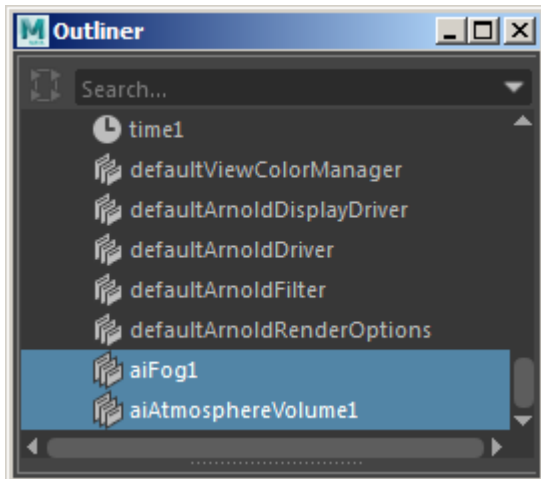 Outliner
Search...
time1
defaultViewColorManager
defaultArnoldDisplayDriver
defaultArnoldDriver
defaultArnoldFilter
defaultArnoldRenderOptions
aiFog1
aiAtmosphereVolume1